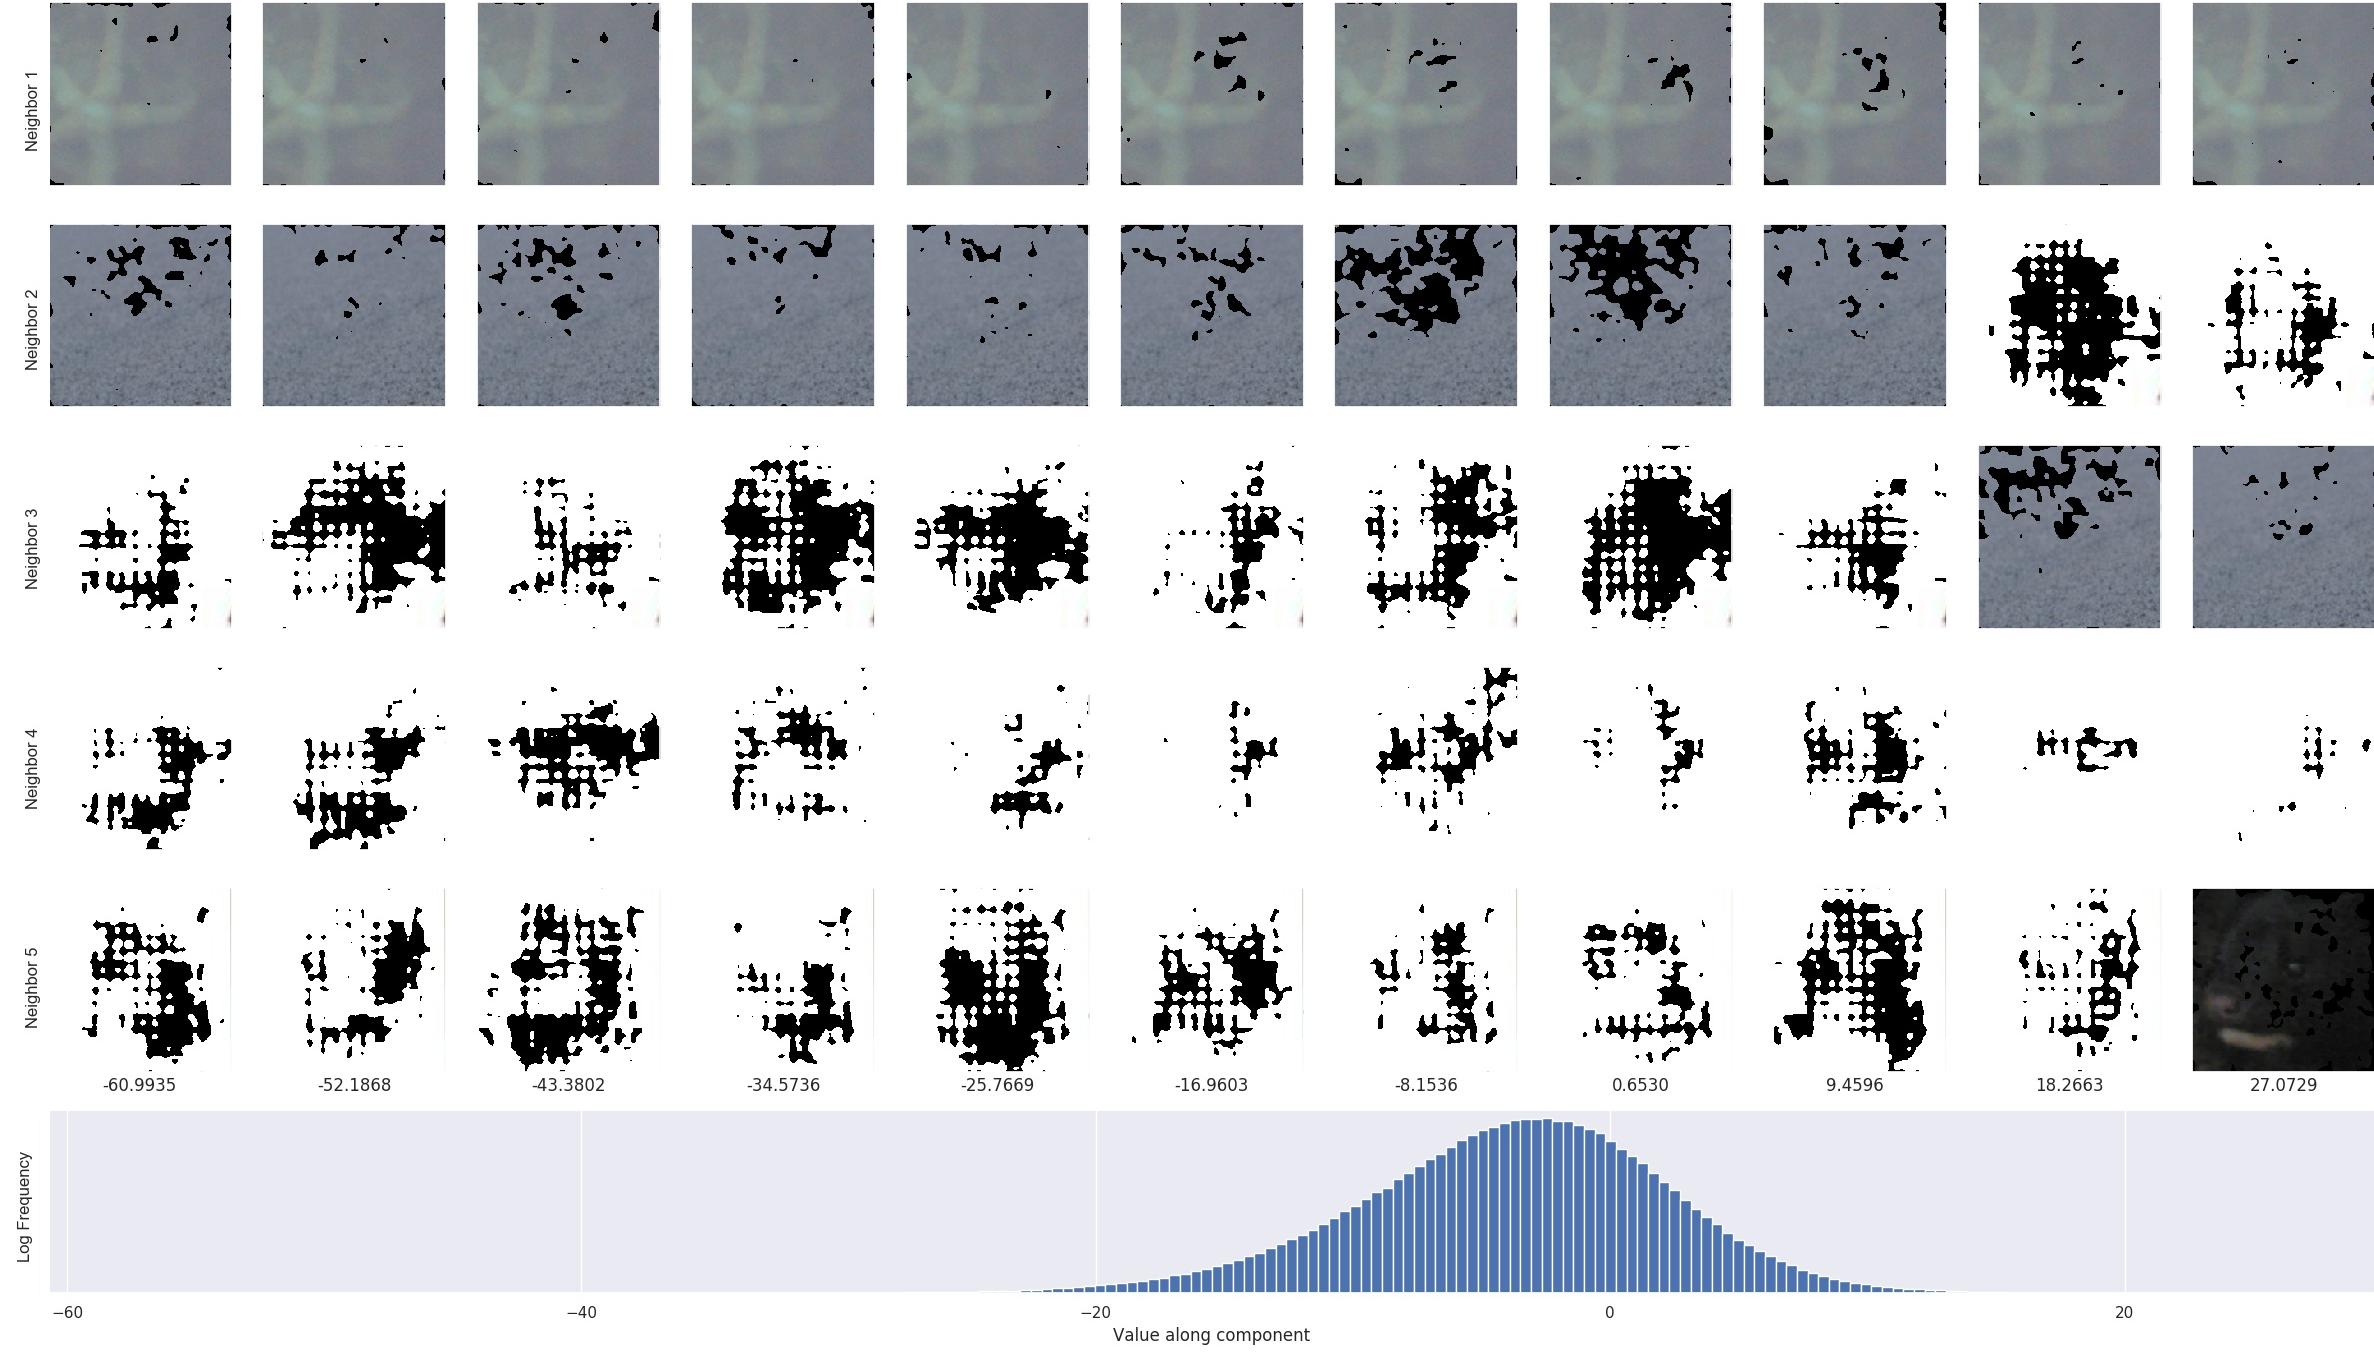 Neighbor 1
Neighbor 2
Neighbor 3
Neighbor 4
Neighbor 5
-60.9935 -52.1868 -43.3802 -34.5736 -25.7669 -16.9603 -8.1536 0.6530 9.4596 18.2663 27.0729
Log Frequency
−60 −40 −20 0 20
Value along component